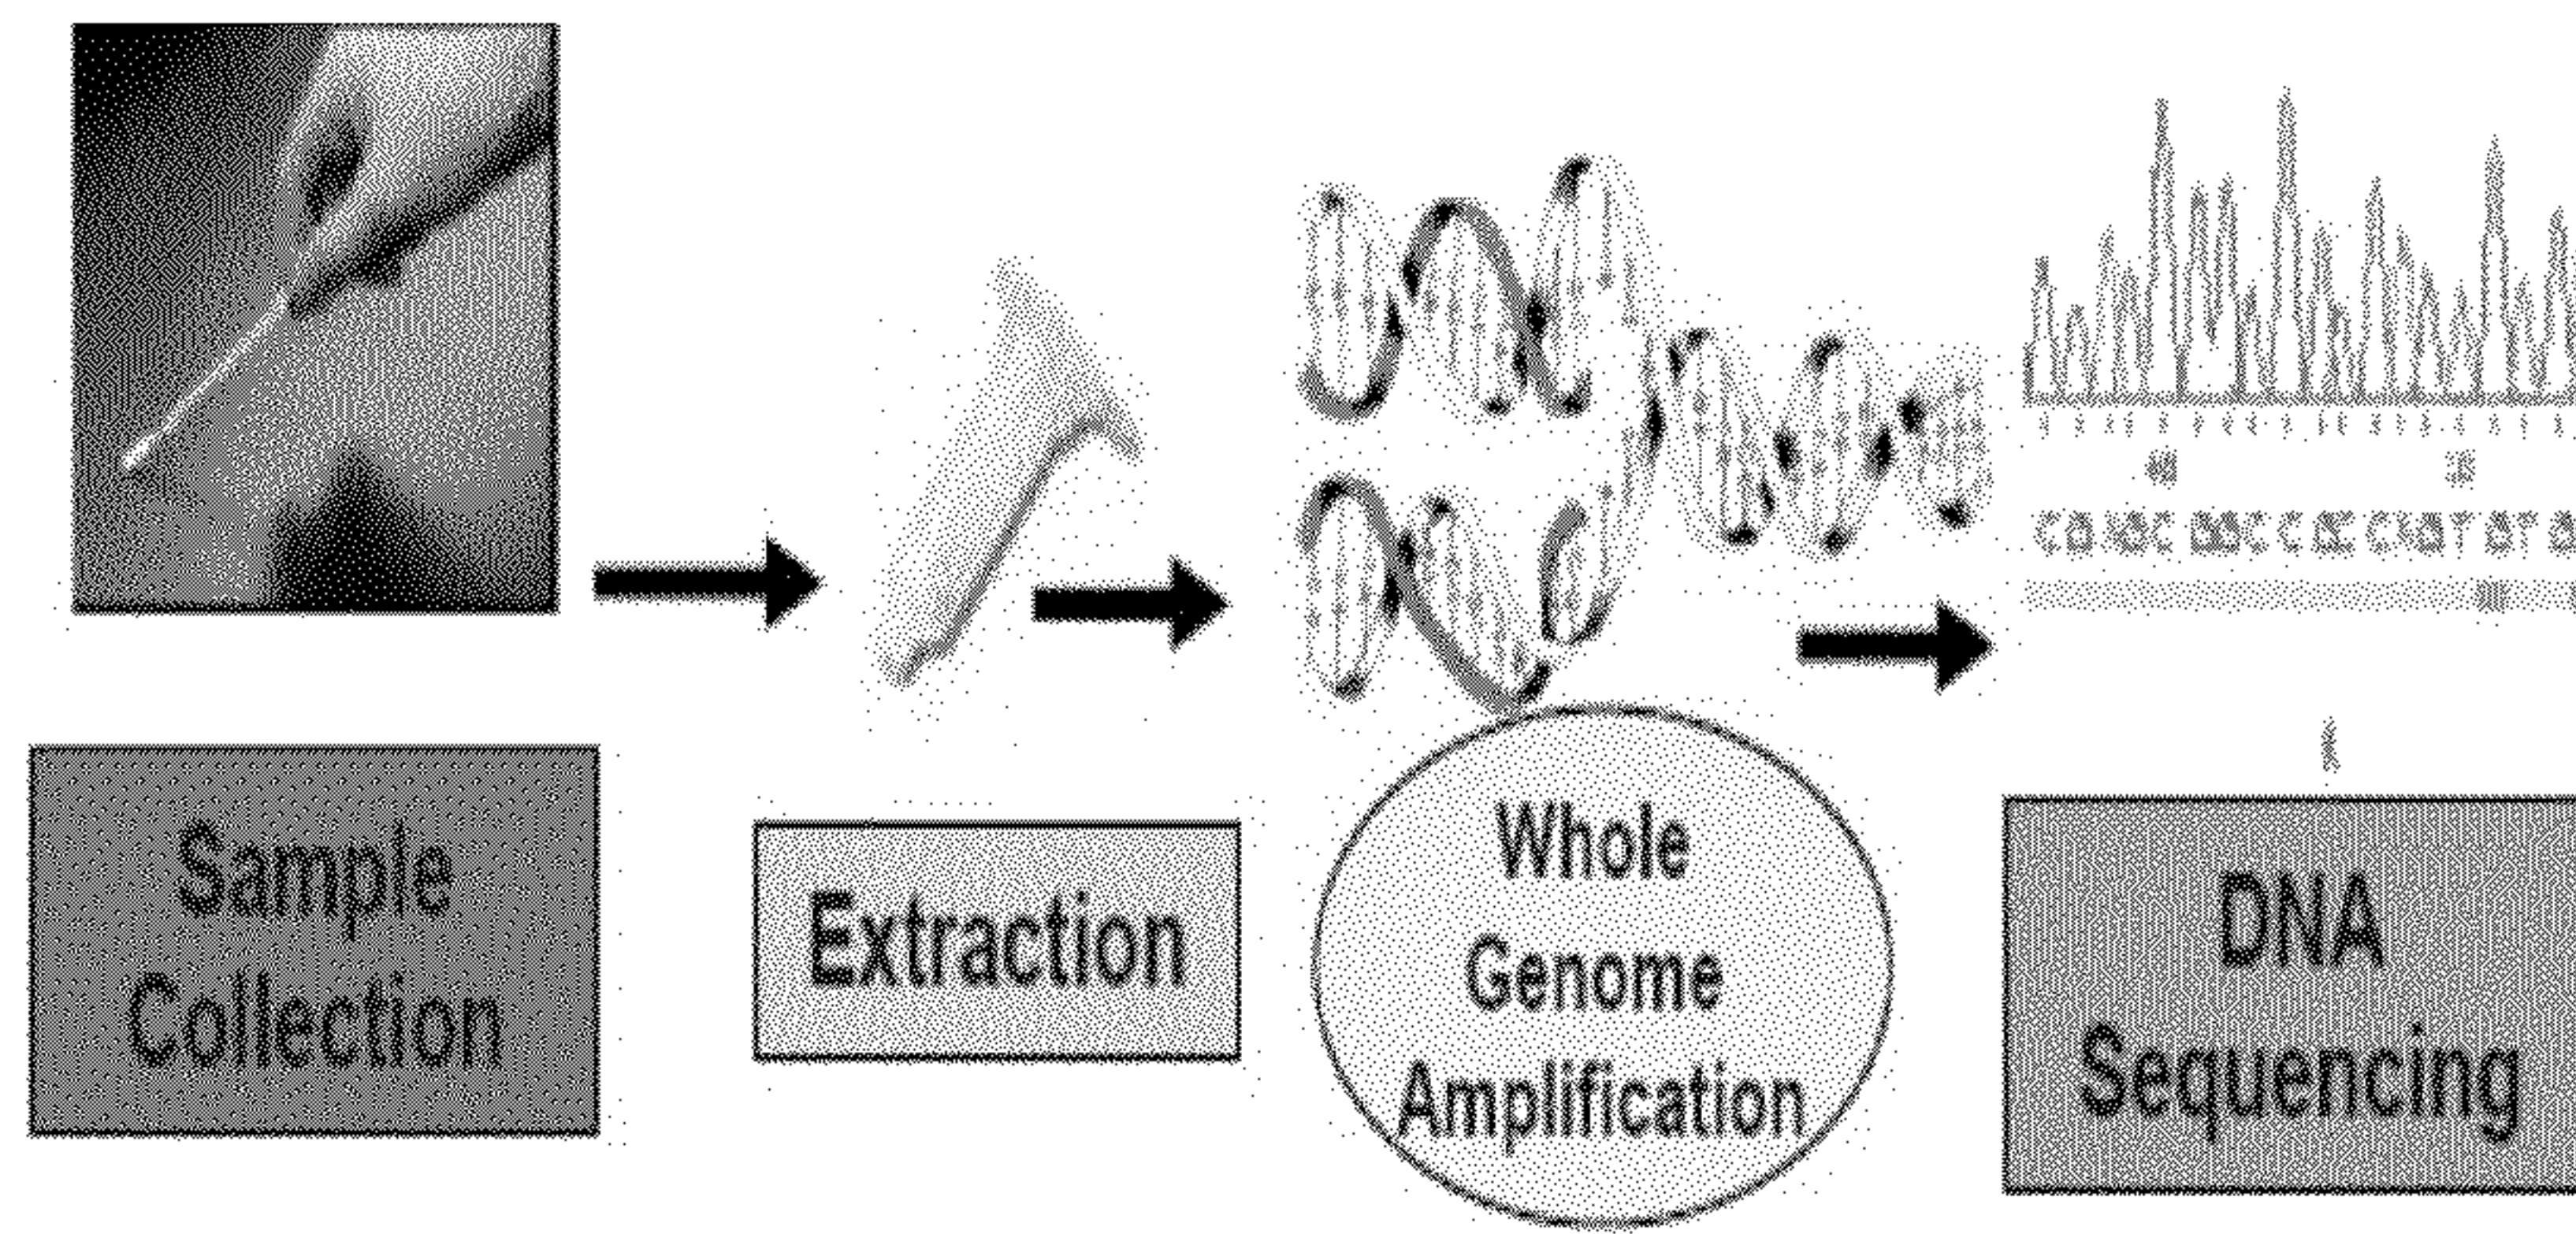 Sample
Collection
Extraction
Whole
Genome
Amplification
DNA
Sequencing